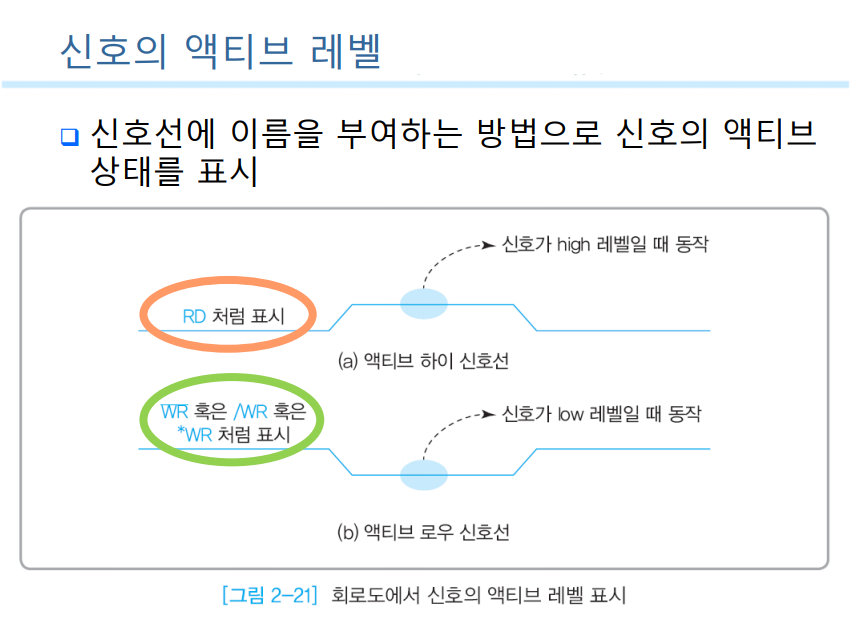 신호의 액티브 레벨
❑ 신호선에 이름을 부여하는 방법으로 신호의 액티브
상태를 표시
신호가 high 레벨일 때 동작
RD 처럼 표시
(a) 액티브 하이 신호선
W̅R̅ 혹은 /WR 혹은
*WR 처럼 표시
신호가 low 레벨일 때 동작
(b) 액티브 로우 신호선
[그림 2-21] 회로도에서 신호의 액티브 레벨 표시